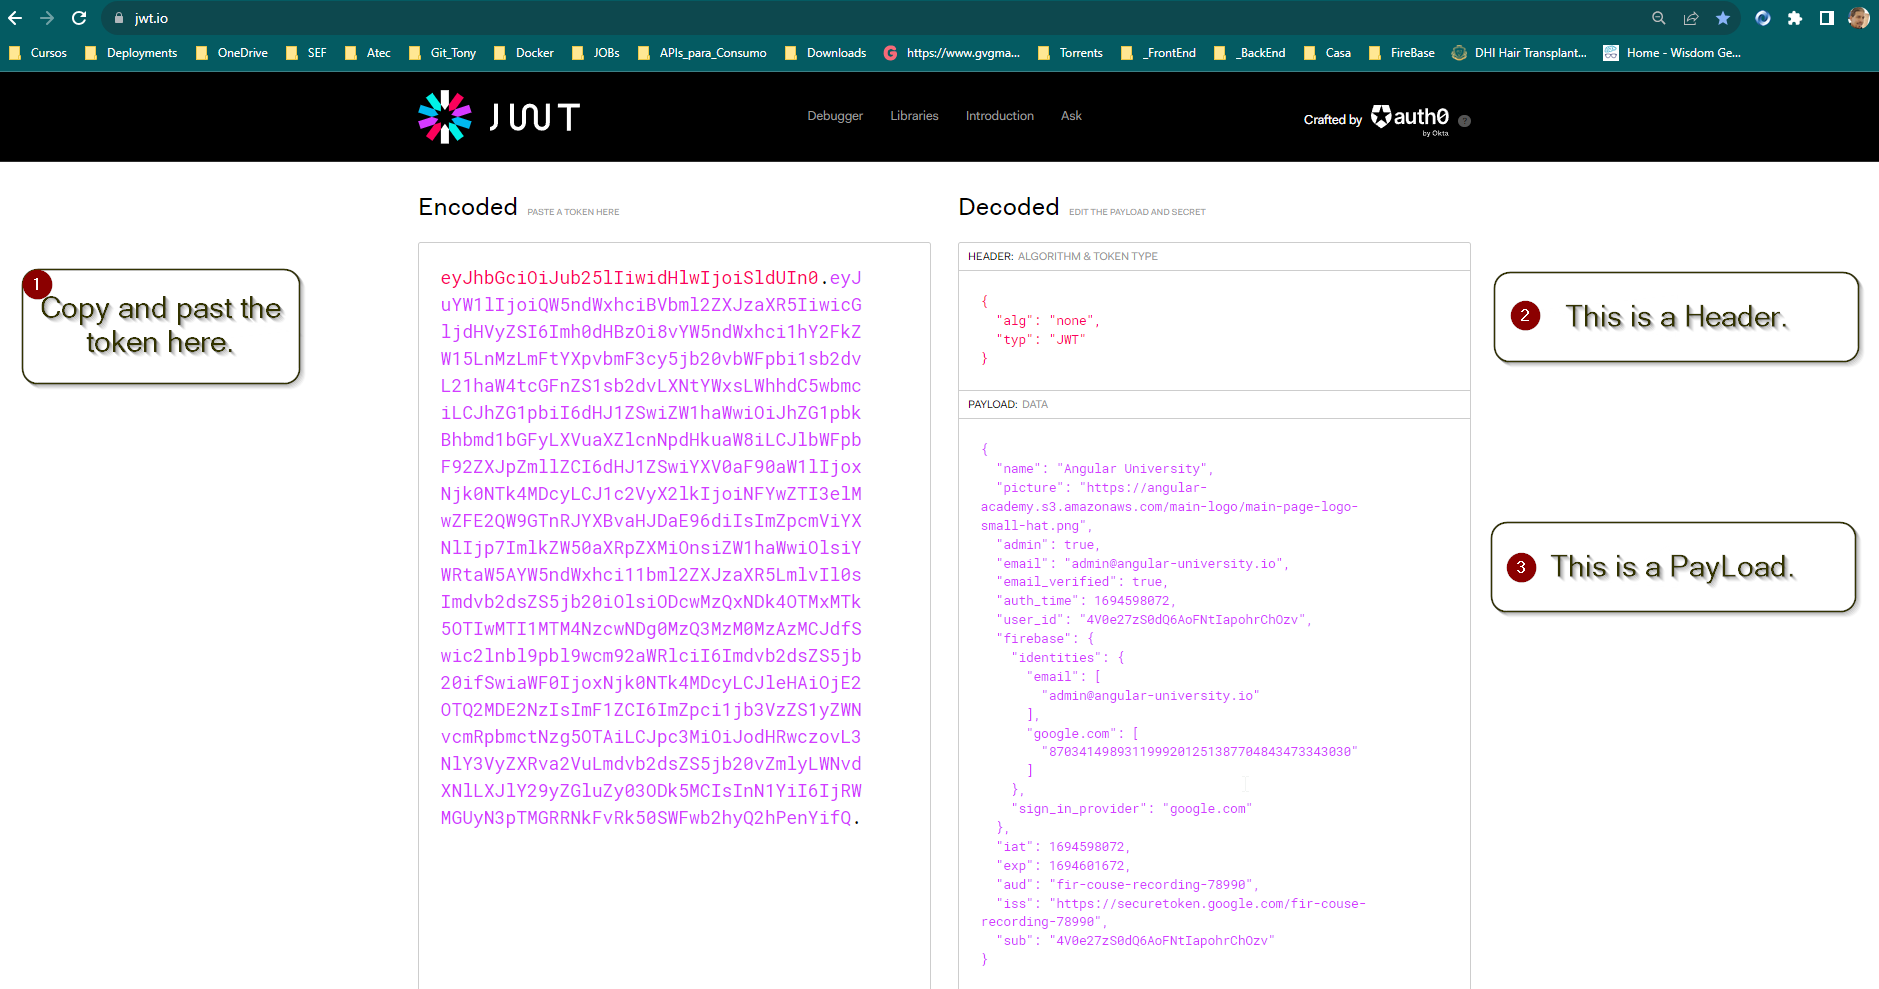 jwt.io
Cursos Deployments OneDrive SEF Atec Git_Tony Docker JOBs APIs_para_Consumo Downloads https://www.gvgma... Torrents _FrontEnd _BackEnd Casa FireBase DHI Hair Transplant... Home - Wisdom Ge...
JWT
Debugger Libraries Introduction Ask
Crafted by auth0
by Okta
?
Encoded PASTE A TOKEN HERE
1
Copy and past the
token here.
eyJhbGciOiJub25lIiwidHlwIjoiSldUIn0.eyJ
uYW1lIjoiQW5ndWxhciBVbml2ZXJzaXR5IiwicG
ljdHVyZSI6Imh0dHBzOi8vYW5ndWxhci1hY2FkZ
W15LnMzLmFtYXpvbmF3cy5jb20vbWFpbi1sb2dv
L21haW4tcGFnZS1sb2dvLXNtYWxsLWhhdC5wbmc
iLCJhZG1pbiI6dHJ1ZSwiZW1haWwiOiJhZG1pbk
Bhbmd1bGFyLXVuaXZlcnNpdHkuaW8iLCJlbWFpb
F92ZXJpZmllZCI6dHJ1ZSwiYXV0aF90aW1lIjox
Njk0NTk4MDcyLCJ1c2VyX2lkIjoiNFYwZTI3elM
wZFE2QW9GTnRJYXBvaHJDaE96diIsImZpcmViYX
NlIjp7ImlkZW50aXRpZXMiOnsiZW1haWwiOlsiY
WRtaW5AYW5ndWxhci11bml2ZXJzaXR5LmlvIl0s
Imdvb2dsZS5jb20iOlsiODcwMzQxNDk4OTMxMTk
5OTIwMTI1MTM4NzcwNDg0MzQ3MzM0MzAzMCJdfS
wic2lnbl9pbl9wcm92aWRlciI6Imdvb2dsZS5jb
20ifSwiaWF0IjoxNjk0NTk4MDcyLCJleHAiOjE2
OTQ2MDE2NzIsImF1ZCI6ImZpci1jb3VzZS1yZWN
vcmRpbmctNzg5OTAiLCJpc3MiOiJodHRwczovL3
NlY3VyZXRva2VuLmdvb2dsZS5jb20vZmlyLWNvd
XNlLXJlY29yZGluZy03ODk5MCIsInN1YiI6IjRW
MGUyN3pTMGRRNkFvRk50SWFwb2hyQ2hPenYifQ.
Decoded EDIT THE PAYLOAD AND SECRET
HEADER: ALGORITHM & TOKEN TYPE
{
"alg": "none",
"typ": "JWT"
}
2 This is a Header.
PAYLOAD: DATA
{
"name": "Angular University",
"picture": "https://angular-
academy.s3.amazonaws.com/main-logo/main-page-logo-
small-hat.png",
"admin": true,
"email": "admin@angular-university.io",
"email_verified": true,
"auth_time": 1694598072,
"user_id": "4V0e27zS0dQ6AoFNtIapohrChOzv",
"firebase": {
"identities": {
"email": [
"admin@angular-university.io"
],
"google.com": [
"8703414989311999201251387704843473343030"
]
},
"sign_in_provider": "google.com"
},
"iat": 1694598072,
"exp": 1694601672,
"aud": "fir-couse-recording-78990",
"iss": "https://securetoken.google.com/fir-couse-
recording-78990",
"sub": "4V0e27zS0dQ6AoFNtIapohrChOzv"
}
3 This is a PayLoad.